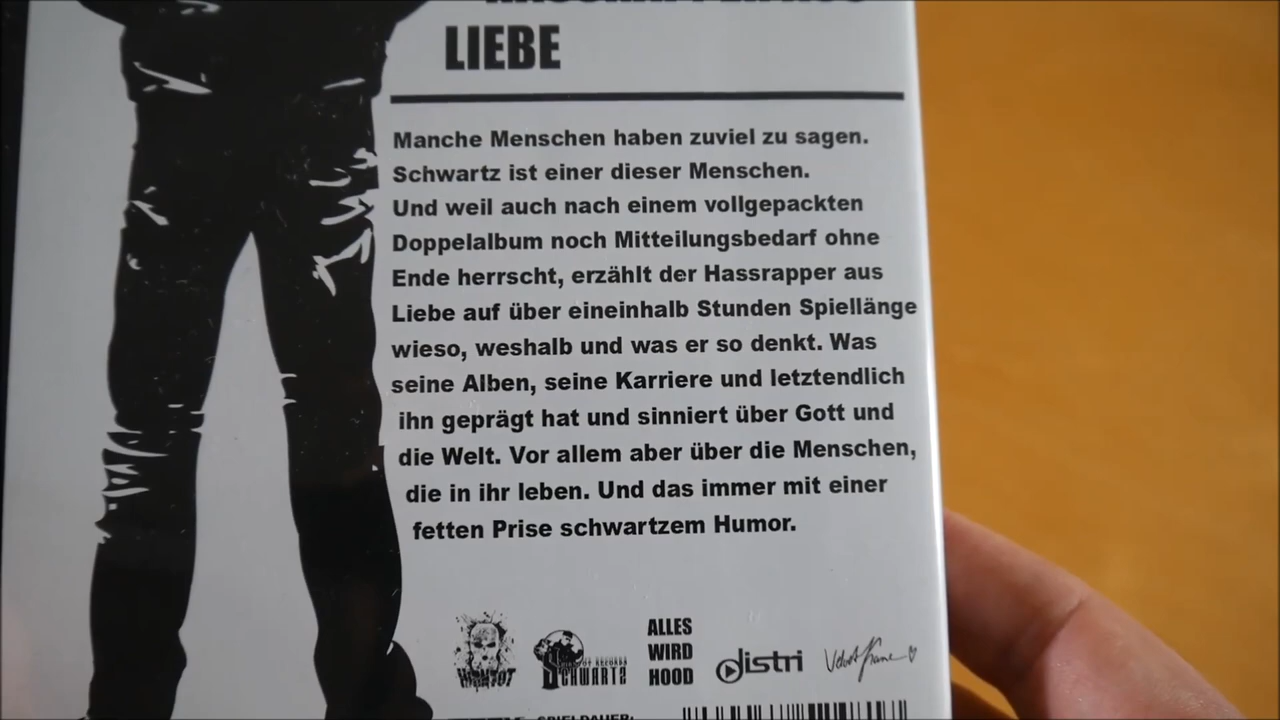 LIEBE
Manche Menschen haben zuviel zu sagen.
Schwartz ist einer dieser Menschen.
Und weil auch nach einem vollgepackten
Doppelalbum noch Mitteilungsbedarf ohne
Ende herrscht, erzählt der Hassrapper aus
Liebe auf über eineinhalb Stunden Spiellänge
wieso, weshalb und was er so denkt. Was
seine Alben, seine Karriere und letztendlich
ihn geprägt hat und sinniert über Gott und
die Welt. Vor allem aber über die Menschen,
die in ihr leben. Und das immer mit einer
fetten Prise schwartzem Humor.
SCHWARTZ
ALLES
WIRD
HOOD
distri
SPIELDAUER: